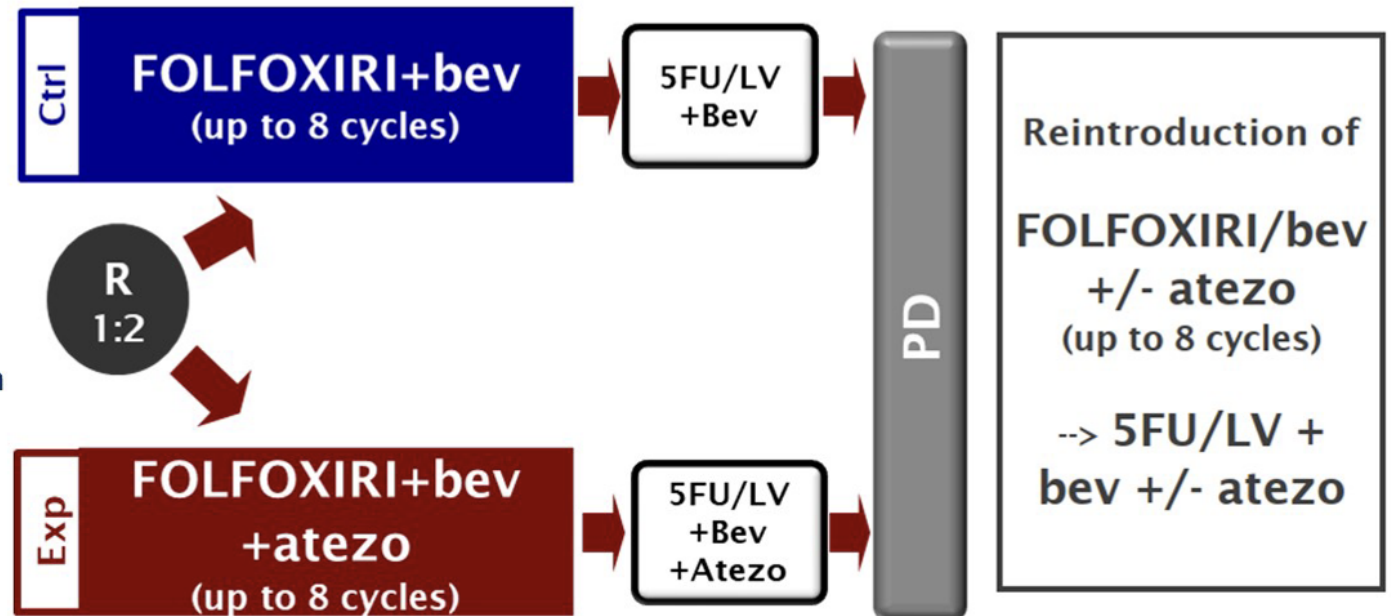 Ctrl
FOLFOXIRI+bev
(up to 8 cycles)
5FU/LV
+Bev
R
1:2
Exp
FOLFOXIRI+bev
+atezo
(up to 8 cycles)
5FU/LV
+Bev
+Atezo
PD
Reintroduction of
FOLFOXIRI/bev
+/- atezo
(up to 8 cycles)
--> 5FU/LV +
bev +/- atezo